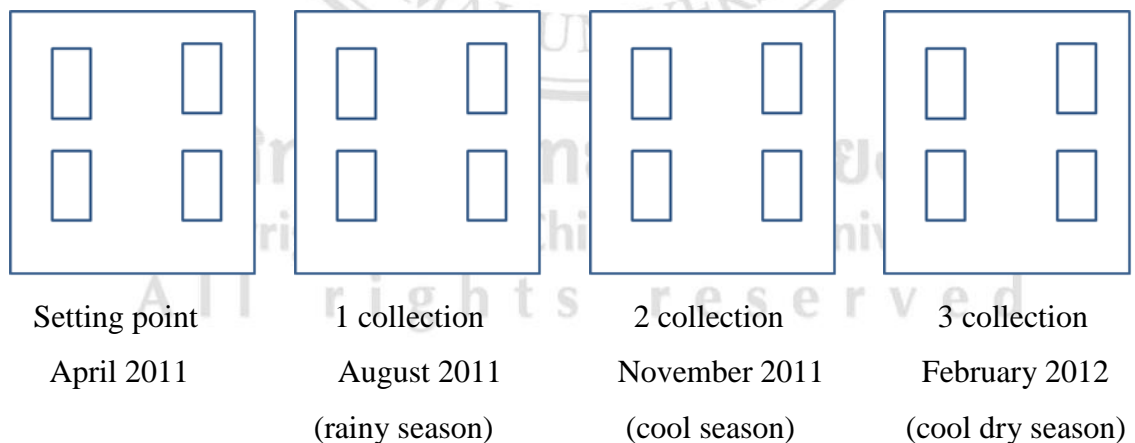 Setting point 1 collection 2 collection 3 collection
April 2011 August 2011 November 2011 February 2012
(rainy season) (cool season) (cool dry season)
All rights reserved